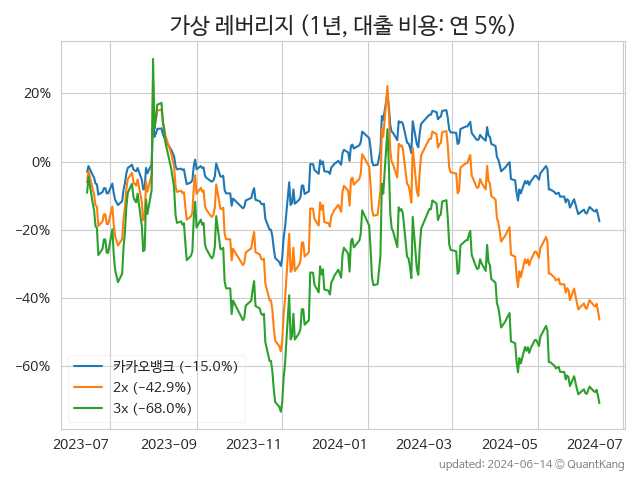 가상 레버리지 (1년, 대출 비용: 연 5%)
20%
0%
−20%
−40%
−60%
카카오뱅크 (−15.0%)
2x (−42.9%)
3x (−68.0%)
2023-07 2023-09 2023-11 2024-01 2024-03 2024-05 2024-07
updated: 2024-06-14 © QuantKang